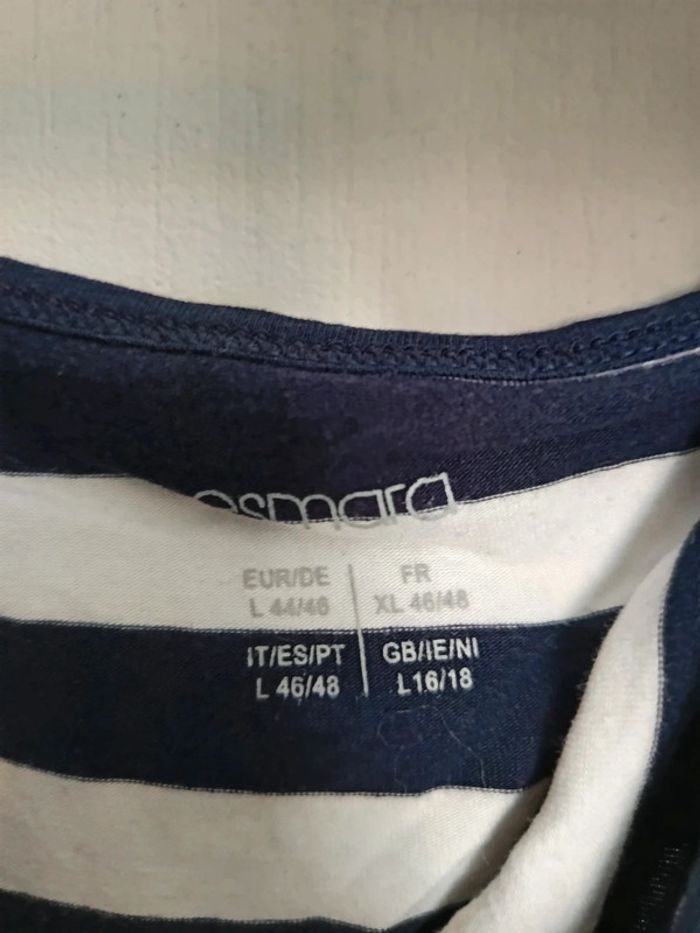 esmara
EUR/DE
L 44/46
FR
XL 46/48
IT/ES/PT
L 46/48
GB/IE/NI
L16/18